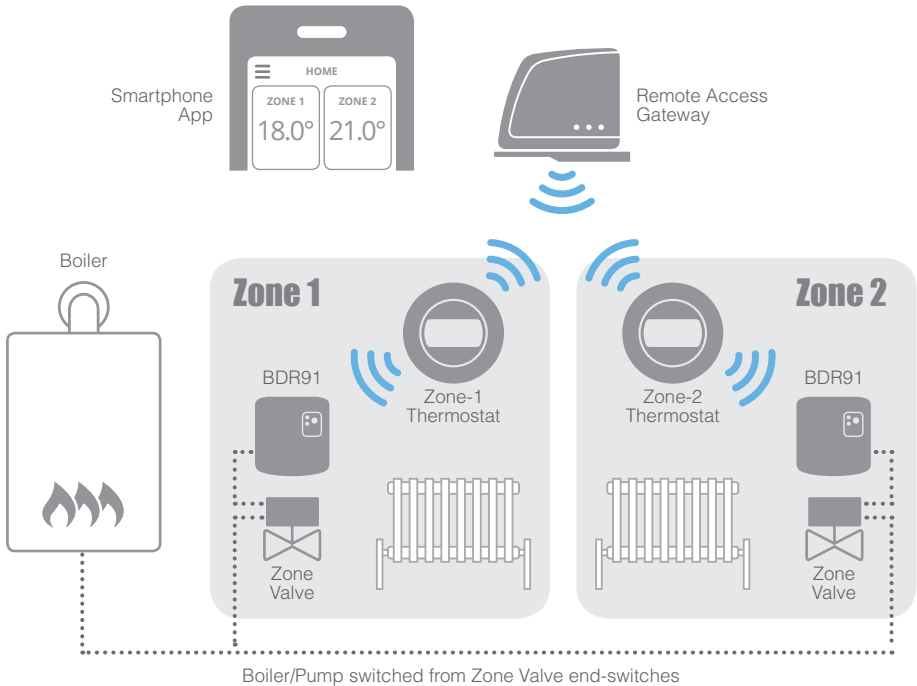 HOME
ZONE 1
ZONE 2
18.0°
21.0°
Smartphone
App
Remote Access
Gateway
Boiler
Zone 1
Zone 2
BDR91
Zone-1
Thermostat
Zone-2
Thermostat
BDR91
Zone
Valve
Zone
Valve
Boiler/Pump switched from Zone Valve end-switches